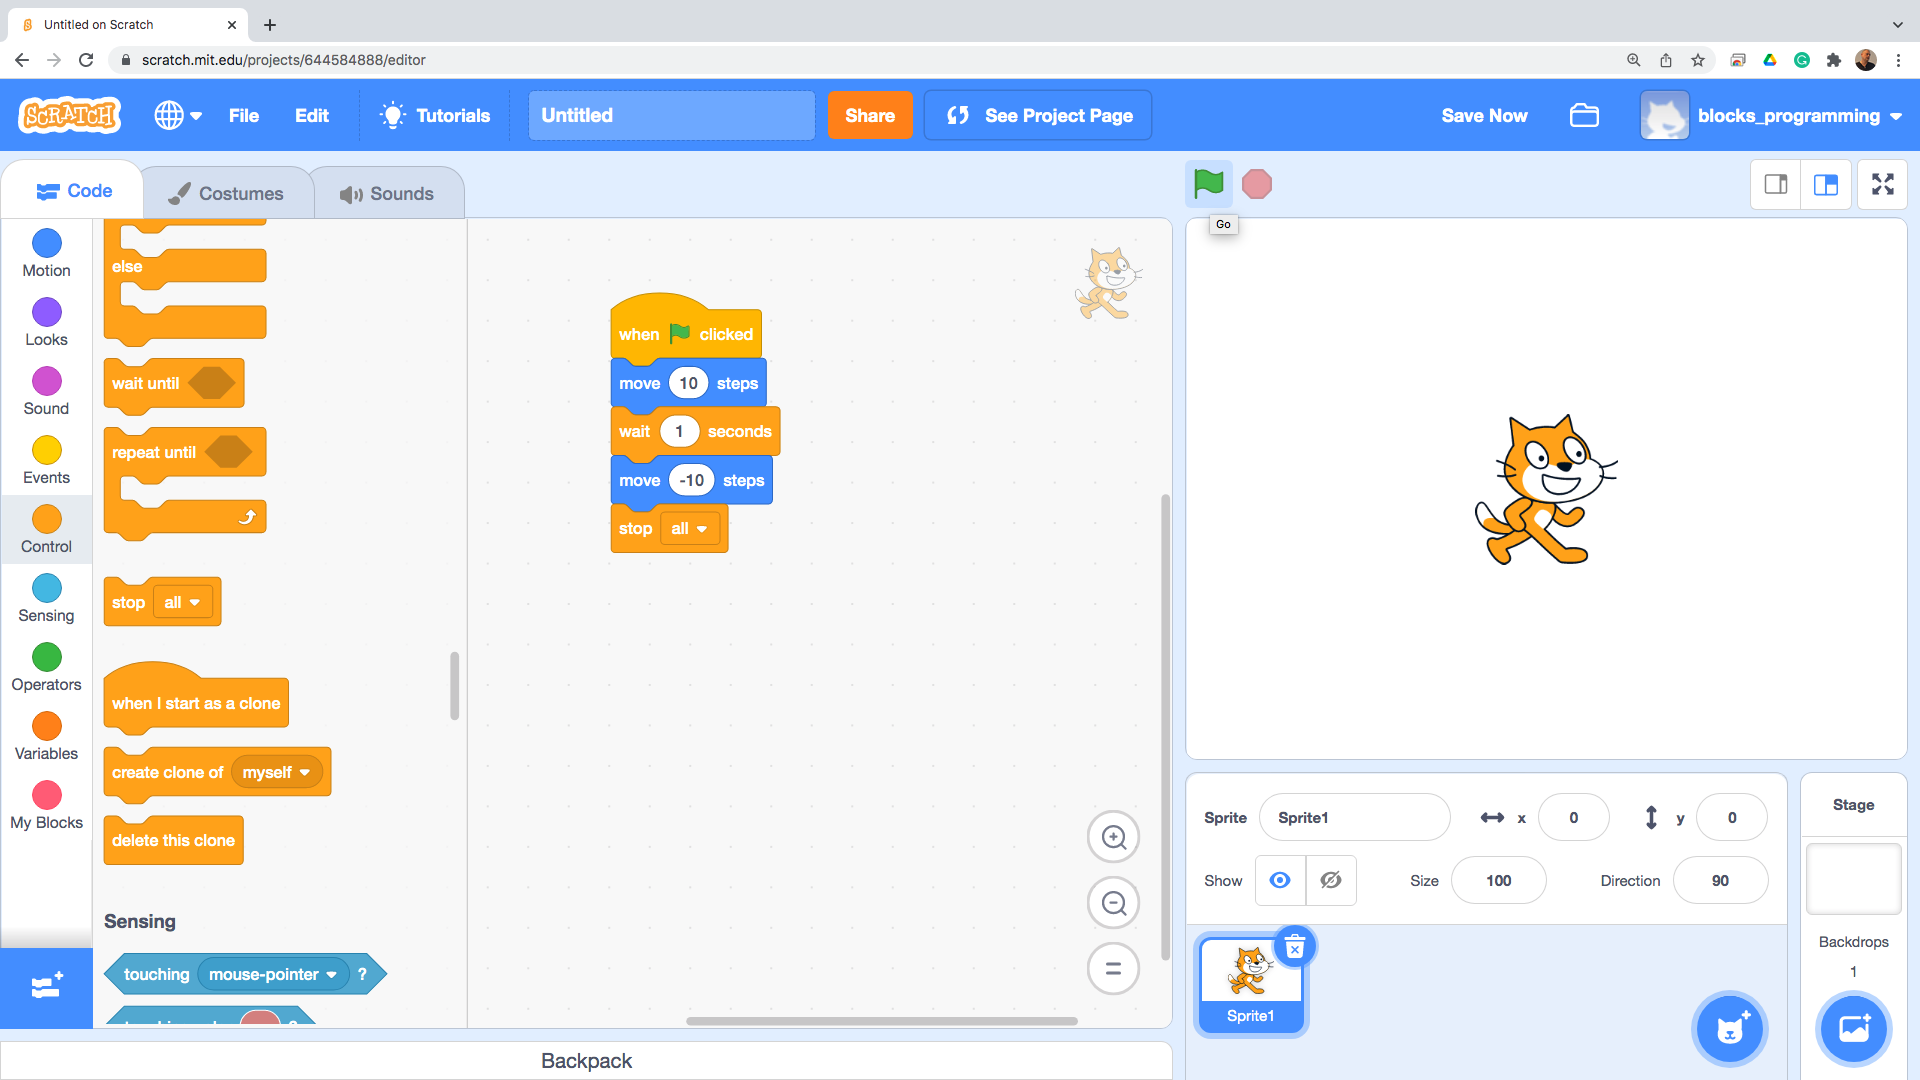 Untitled on Scratch
scratch.mit.edu/projects/644584888/editor
SCRATCH
File
Edit
Tutorials
Untitled
Share
See Project Page
Save Now
blocks_programming
Code
Costumes
Sounds
Go
Motion
Looks
Sound
Events
Control
Sensing
Operators
Variables
My Blocks
else
wait until
repeat until
stop all
when I start as a clone
create clone of myself
delete this clone
Sensing
touching mouse-pointer ?
when clicked
move 10 steps
wait 1 seconds
move -10 steps
stop all
Sprite Sprite1 x 0 y 0
Show Size 100 Direction 90
Sprite1
Stage
Backdrops
1
Backpack